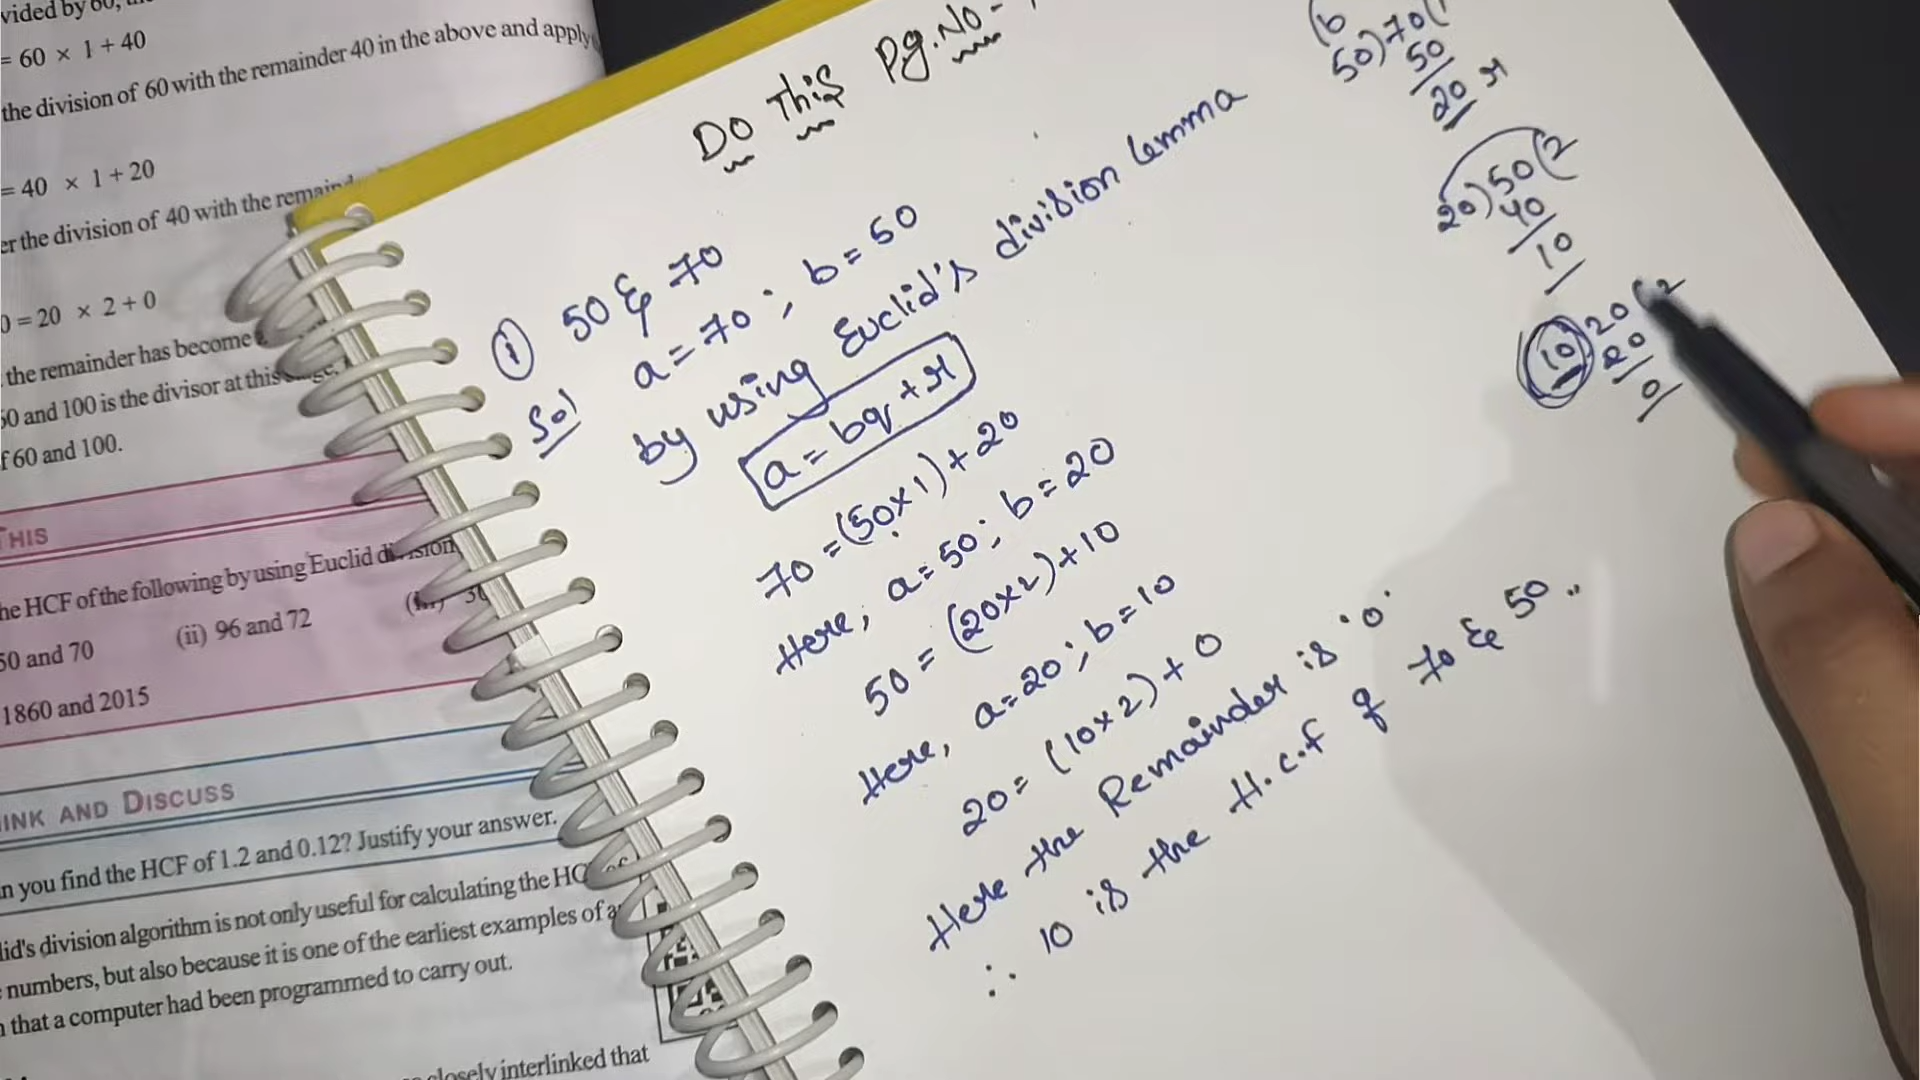 vided by 60,
= 60 × 1 + 40
the division of 60 with the remainder 40 in the above and apply
= 40 × 1 + 20
er the division of 40 with the remaind
0 = 20 × 2 + 0
the remainder has become
60 and 100 is the divisor at this stage,
f 60 and 100.
THIS
he HCF of the following by using Euclid division
50 and 70 (ii) 96 and 72 (iii) 30
1860 and 2015
INK AND DISCUSS
n you find the HCF of 1.2 and 0.12? Justify your answer.
lid's division algorithm is not only useful for calculating the HCF of
numbers, but also because it is one of the earliest examples of a
that a computer had been programmed to carry out.
closely interlinked that
Do This Pg.No-
(i) 50 & 70
Sol a = 70 ; b = 50
by using Euclid's division lemma
a = bq + r
70 = (50×1) + 20
Here, a = 50; b = 20
50 = (20×2) + 10
Here, a = 20; b = 10
20 = (10×2) + 0
Here the Remainder is '0'
∴ 10 is the H.C.f of 70 & 50..
(b
50) 70 (1
50
20 r
20) 50 (2
40
10
10) 20 (2
20
0